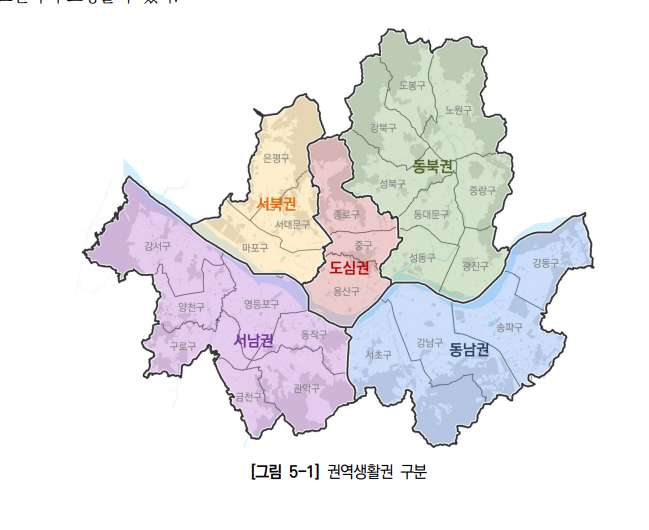 도봉구
노원구
강북구
은평구
동북권
성북구
중랑구
서북권
종로구
동대문구
서대문구
마포구
중구
강서구
성동구
광진구
강동구
도심권
용산구
양천구
영등포구
송파구
동작구
서남권
구로구
강남구
동남권
서초구
관악구
금천구
[그림 5-1] 권역생활권 구분